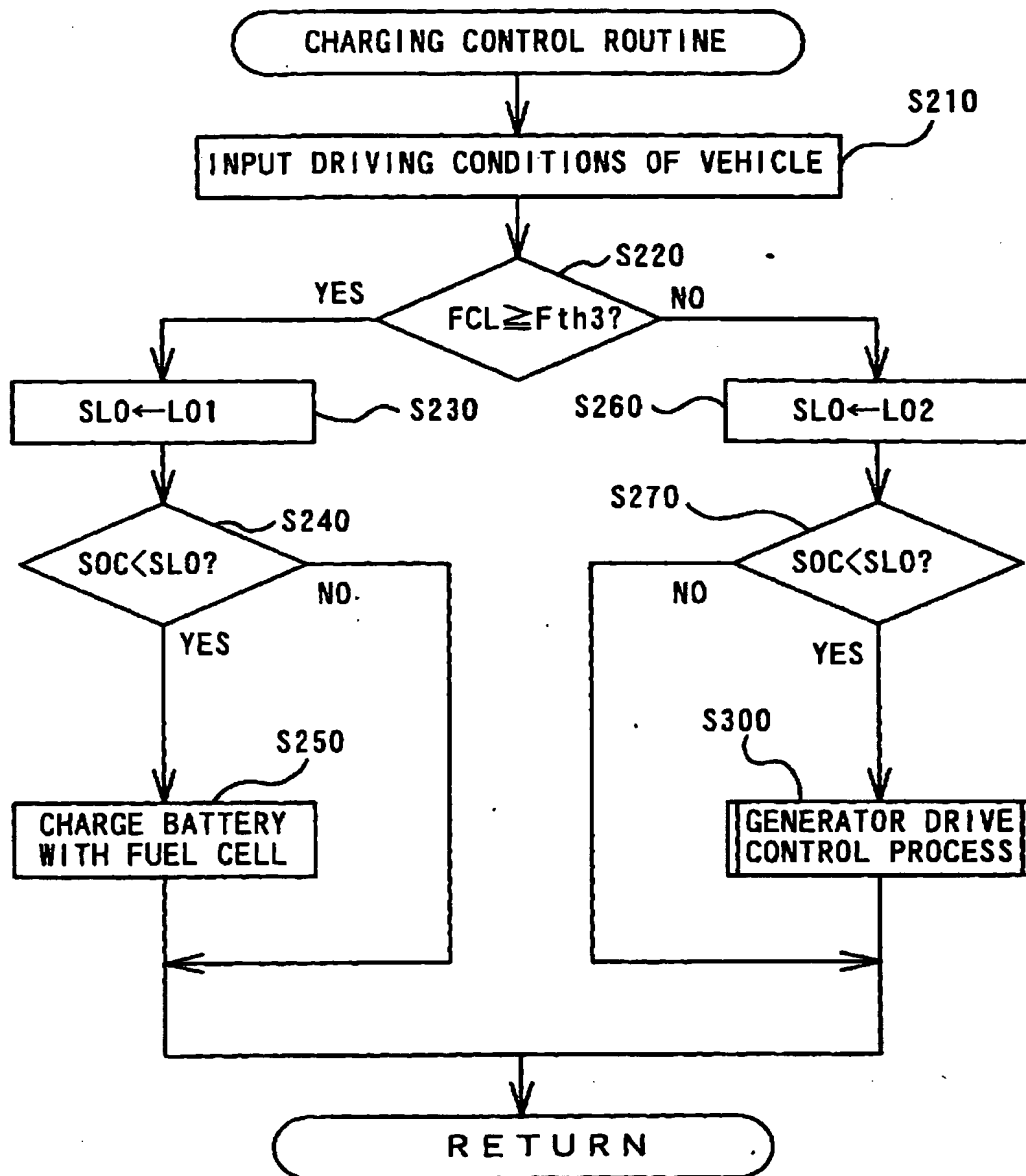 CHARGING CONTROL ROUTINE
S210
INPUT DRIVING CONDITIONS OF VEHICLE
S220
YES
FCL≧Fth3?
NO
SLO←LO1
S230
S260
SLO←LO2
S240
S270
SOC<SLO?
NO
YES
SOC<SLO?
NO
YES
S250
S300
CHARGE BATTERY
WITH FUEL CELL
GENERATOR DRIVE
CONTROL PROCESS
RETURN